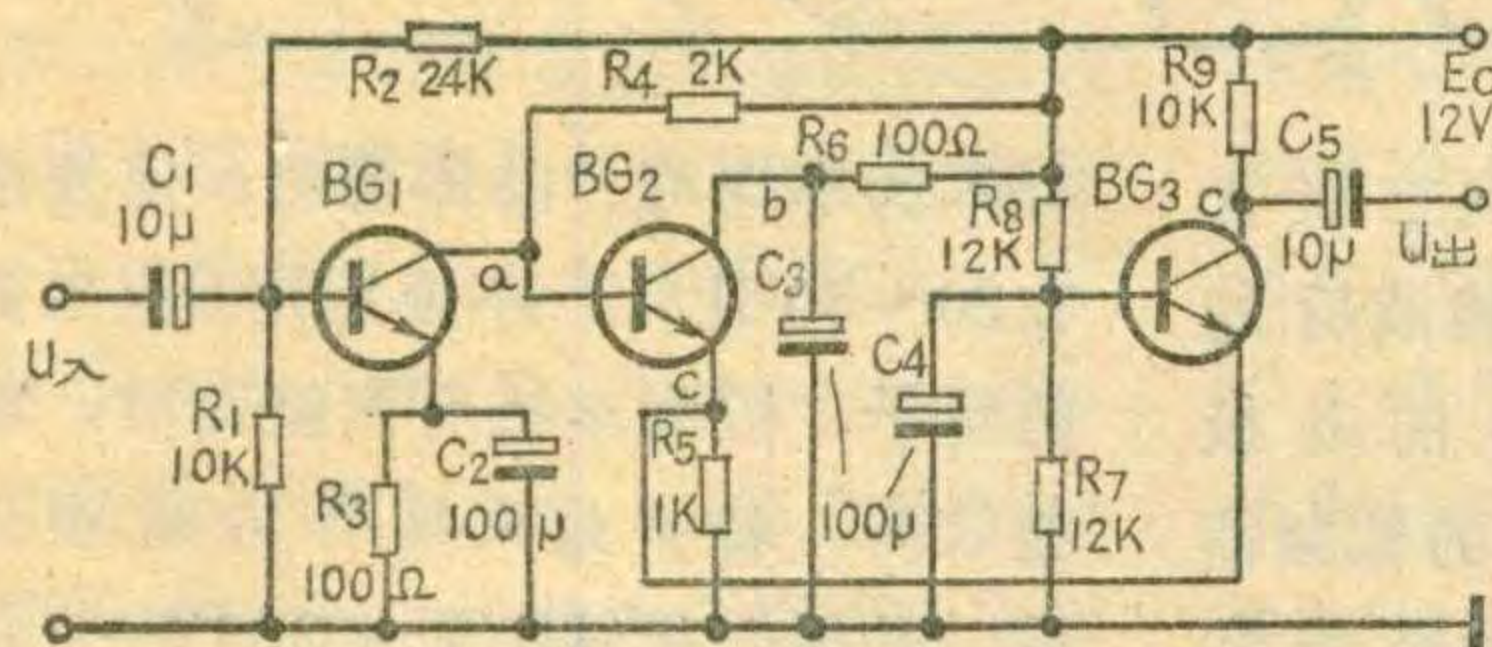 R2 24K
R4 2K
R9
10K
Ec
12V
C1
10μ
BG1
BG2
R6 100Ω
BG3
C5
10μ
U出
a
b
c
R8
12K
C3
U入
C4
c
R1
10K
R5
1K
C2
100μ
R3
100Ω
100μ
R7
12K